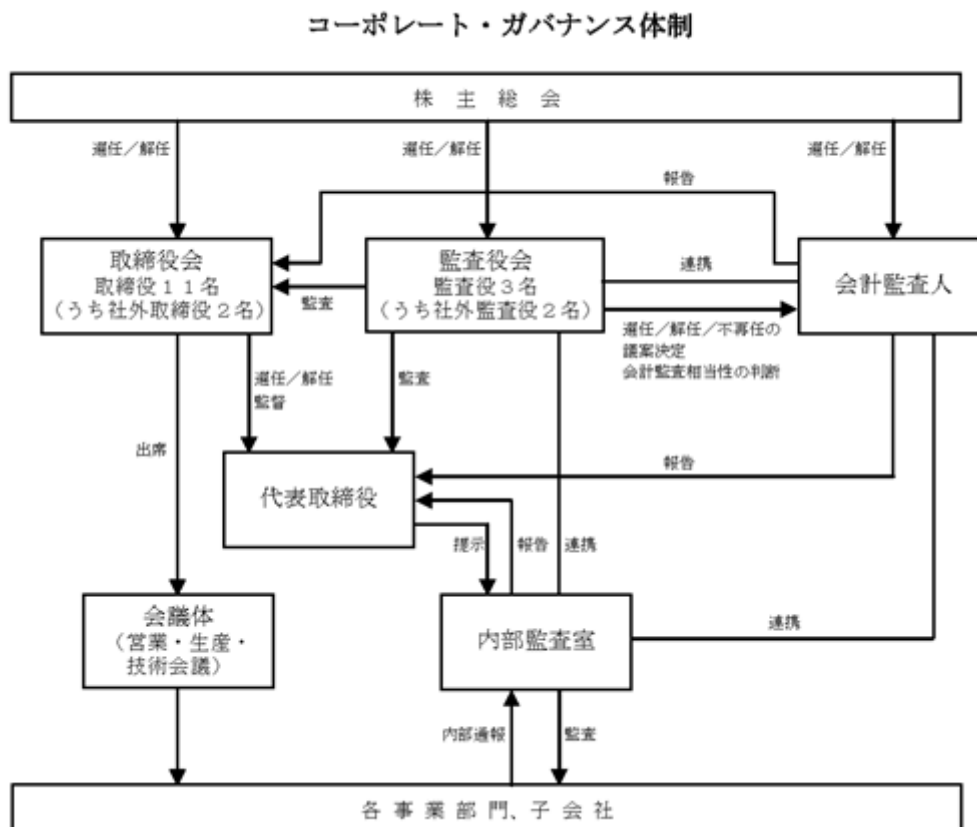 コーポレート・ガバナンス体制
株主総会
選任／解任
選任／解任
選任／解任
報告
取締役会
取締役１１名
（うち社外取締役２名）
監査
監査役会
監査役３名
（うち社外監査役２名）
連携
会計監査人
選任／解任／不再任の
議案決定
会計監査相当性の判断
選任／解任
監督
監査
出席
代表取締役
報告
提示
報告
連携
会議体
（営業・生産・
技術会議）
内部監査室
連携
内部通報
監査
各事業部門、子会社